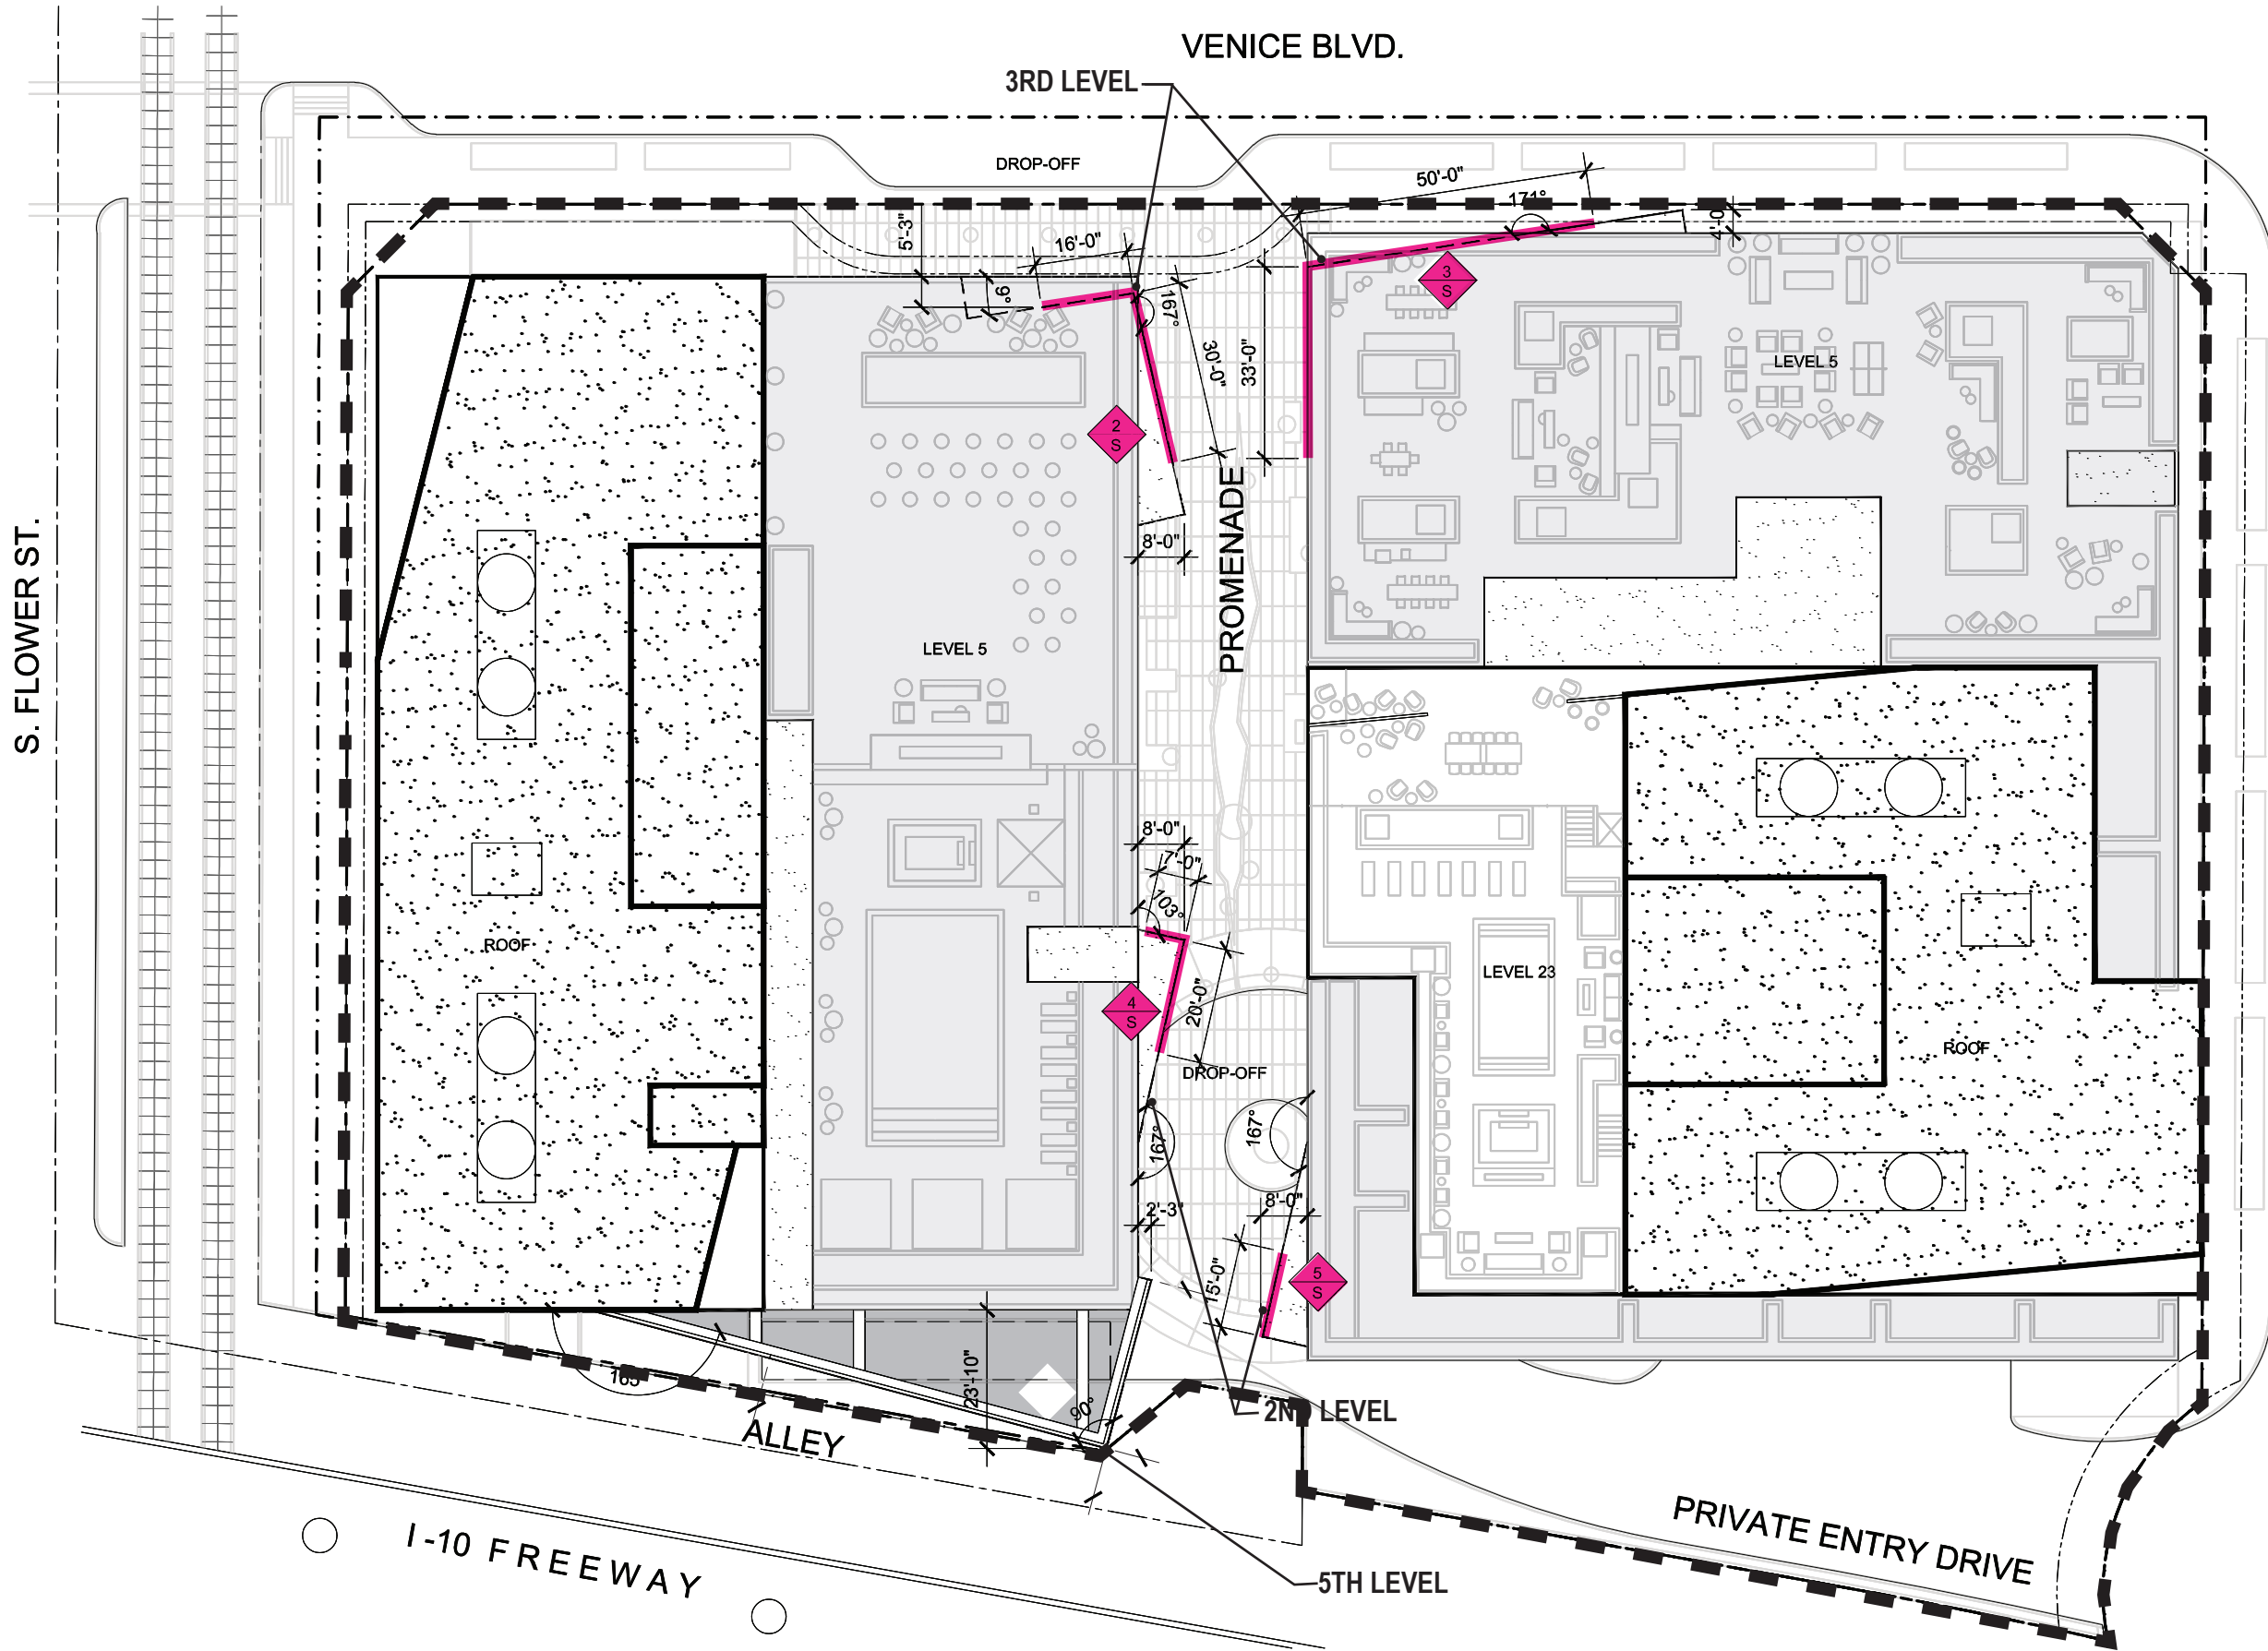 VENICE BLVD.
3RD LEVEL
DROP-OFF
50'-0"
171°
4'-0"
5'-3"
16'-0"
9°
167°
30'-0"
33'-0"
3
S
2
S
LEVEL 5
LEVEL 5
PROMENADE
8'-0"
S. FLOWER ST.
8'-0"
7'-0"
103°
ROOF
4
S
20'-0"
LEVEL 23
ROOF
DROP-OFF
167°
167°
8'-0"
2'-3"
15'-0"
5
S
23'-10"
90°
2ND LEVEL
ALLEY
I-10 FREEWAY
PRIVATE ENTRY DRIVE
5TH LEVEL